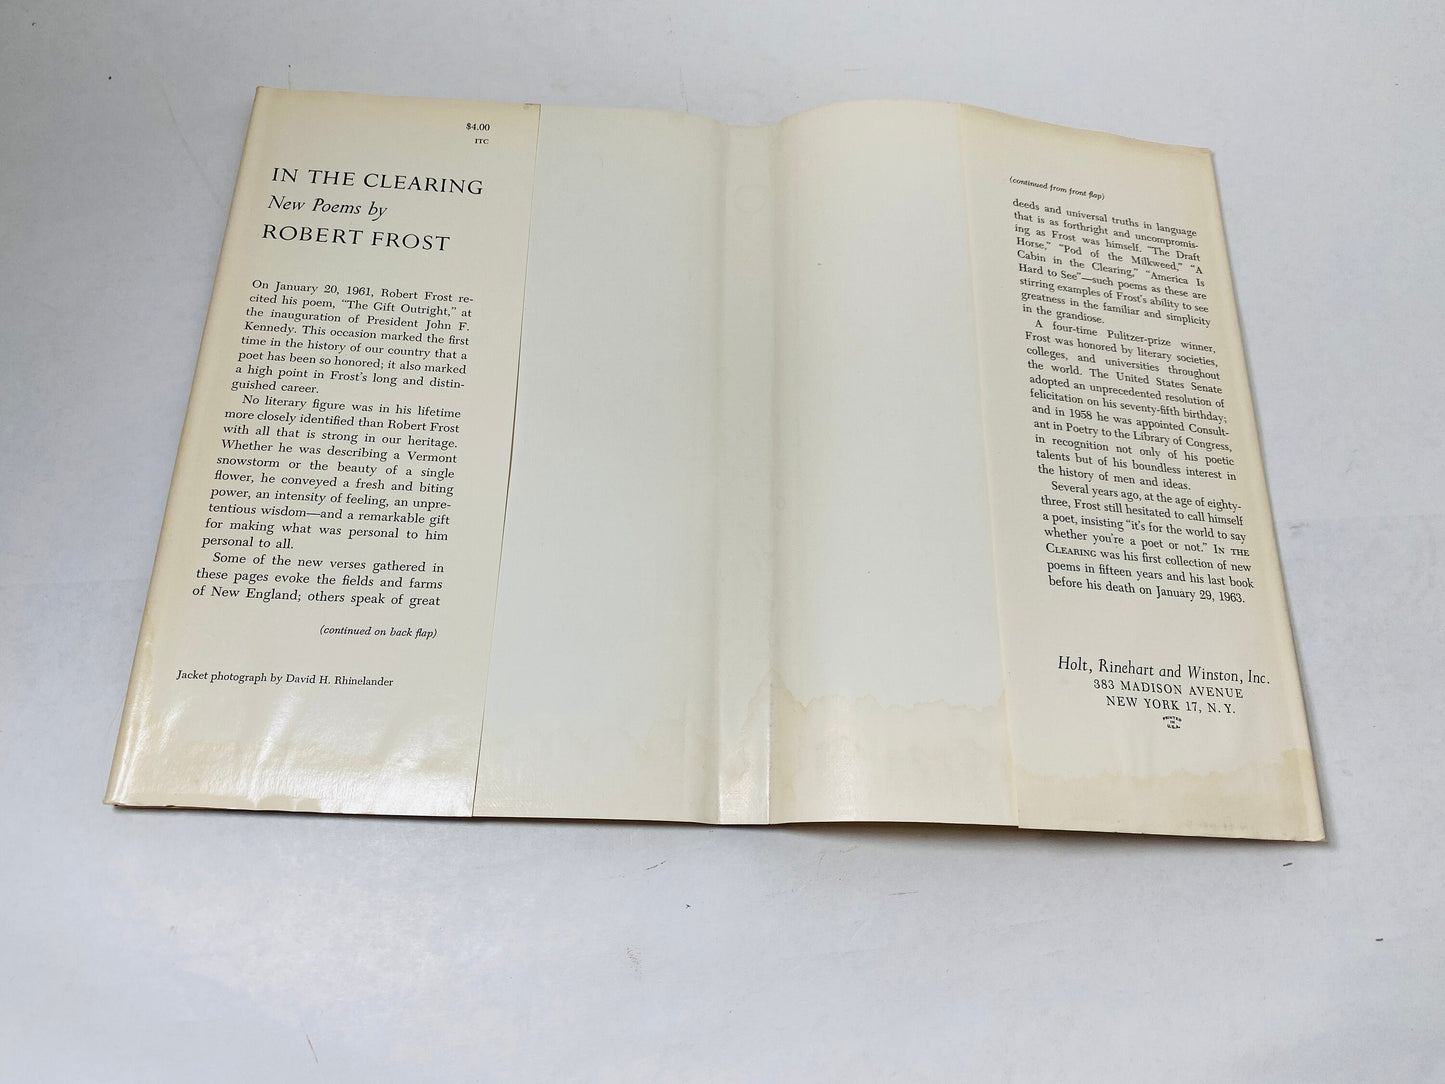 $4.00
ITC
IN THE CLEARING
New Poems by
ROBERT FROST
On January 20, 1961, Robert Frost re-
cited his poem, “The Gift Outright,” at
the inauguration of President John F.
Kennedy. This occasion marked the first
time in the history of our country that a
poet has been so honored; it also marked
a high point in Frost's long and distin-
guished career.
No literary figure was in his lifetime
more closely identified than Robert Frost
with all that is strong in our heritage.
Whether he was describing a Vermont
snowstorm or the beauty of a single
flower, he conveyed a fresh and biting
power, an intensity of feeling, an unpre-
tentious wisdom—and a remarkable gift
for making what was personal to him
personal to all.
Some of the new verses gathered in
these pages evoke the fields and farms
of New England; others speak of great
(continued on back flap)
Jacket photograph by David H. Rhinelander
(continued from front flap)
deeds and universal truths in language
that is as forthright and uncompromis-
ing as Frost was himself. “The Draft
Horse,” “Pod of the Milkweed,” “A
Cabin in the Clearing,” “America Is
Hard to See”—such poems as these are
stirring examples of Frost's ability to see
greatness in the familiar and simplicity
in the grandiose.
A four-time Pulitzer-prize winner,
Frost was honored by literary societies,
colleges, and universities throughout
the world. The United States Senate
adopted an unprecedented resolution of
felicitation on his seventy-fifth birthday;
and in 1958 he was appointed Consult-
ant in Poetry to the Library of Congress,
in recognition not only of his poetic
talents but of his boundless interest in
the history of men and ideas.
Several years ago, at the age of eighty-
three, Frost still hesitated to call himself
a poet, insisting “it's for the world to say
whether you're a poet or not.” IN THE
CLEARING was his first collection of new
poems in fifteen years and his last book
before his death on January 29, 1963.
Holt, Rinehart and Winston, Inc.
383 MADISON AVENUE
NEW YORK 17, N. Y.
PRINTED
IN
U.S.A.